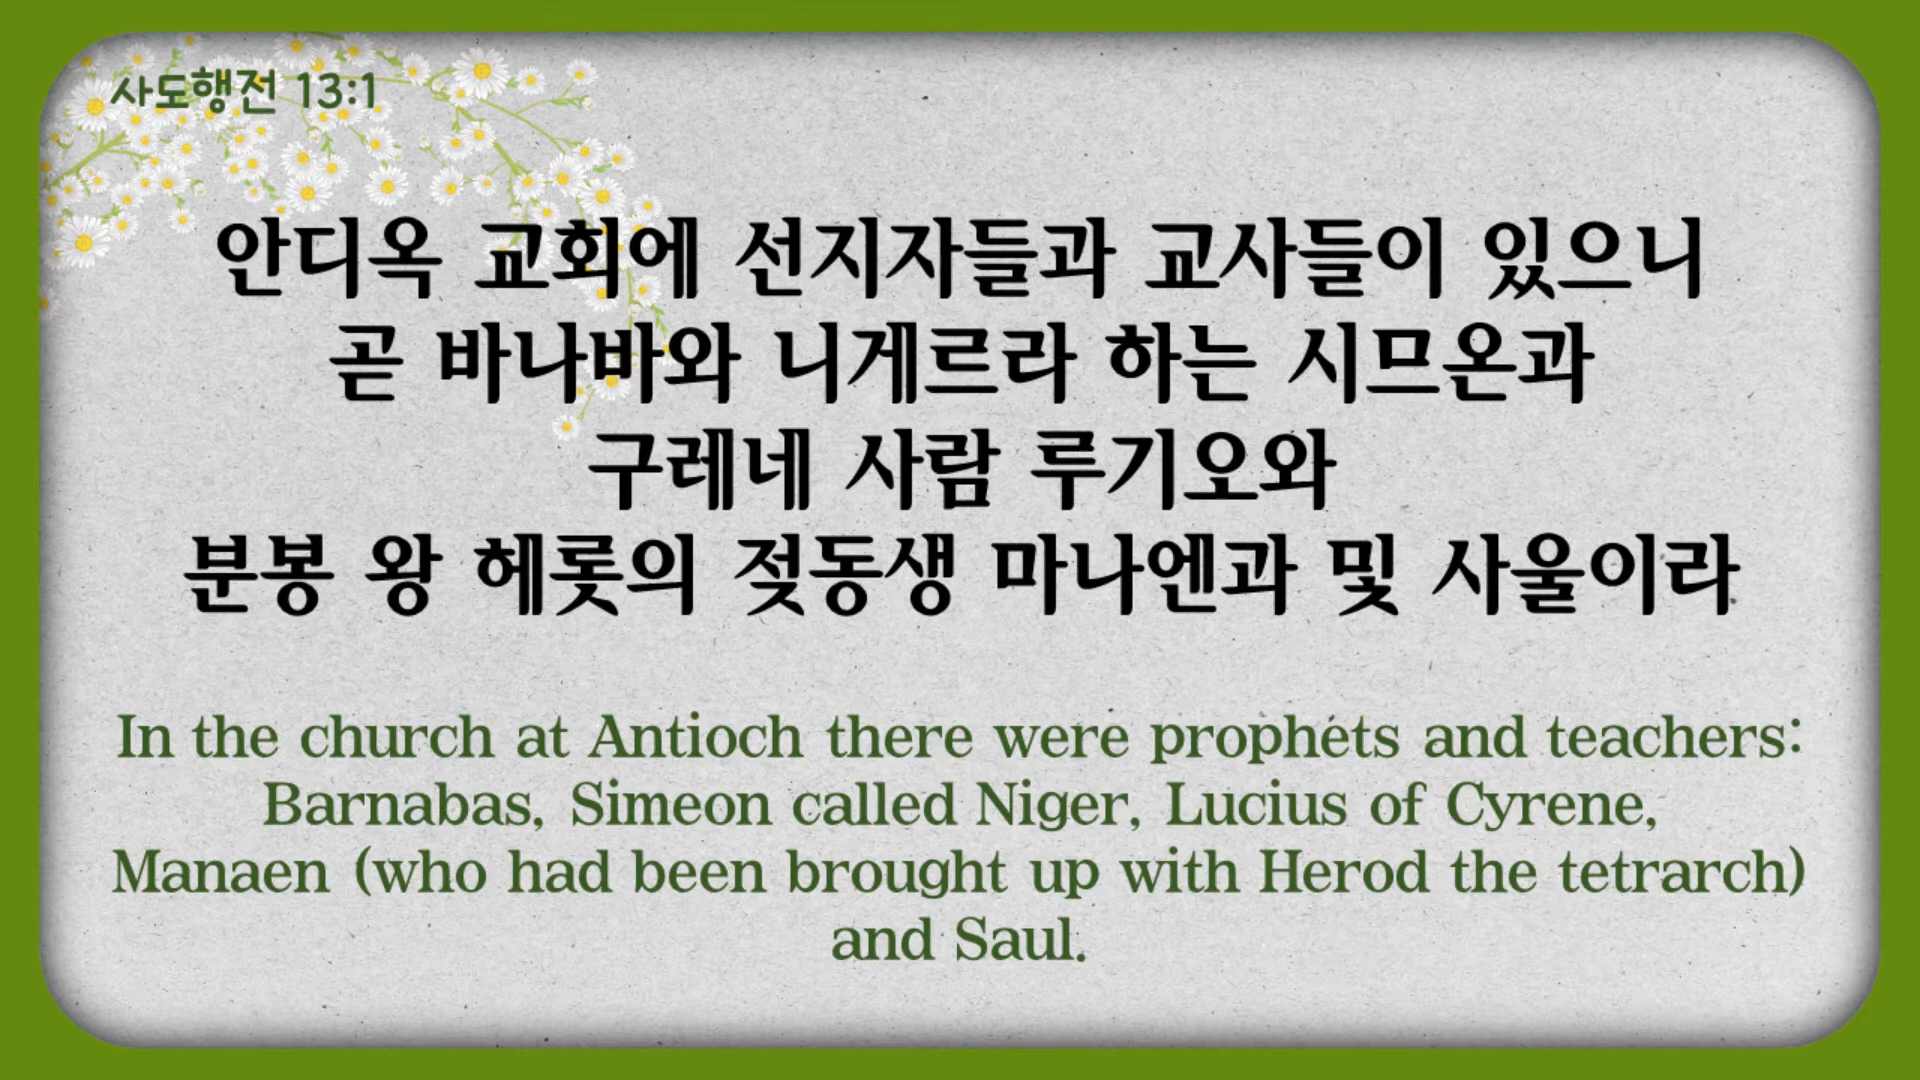 사도행전 13:1
안디옥 교회에 선지자들과 교사들이 있으니
곧 바나바와 니게르라 하는 시므온과
구레네 사람 루기오와
분봉 왕 헤롯의 젖동생 마나엔과 및 사울이라
In the church at Antioch there were prophets and teachers:
Barnabas, Simeon called Niger, Lucius of Cyrene,
Manaen (who had been brought up with Herod the tetrarch)
and Saul.